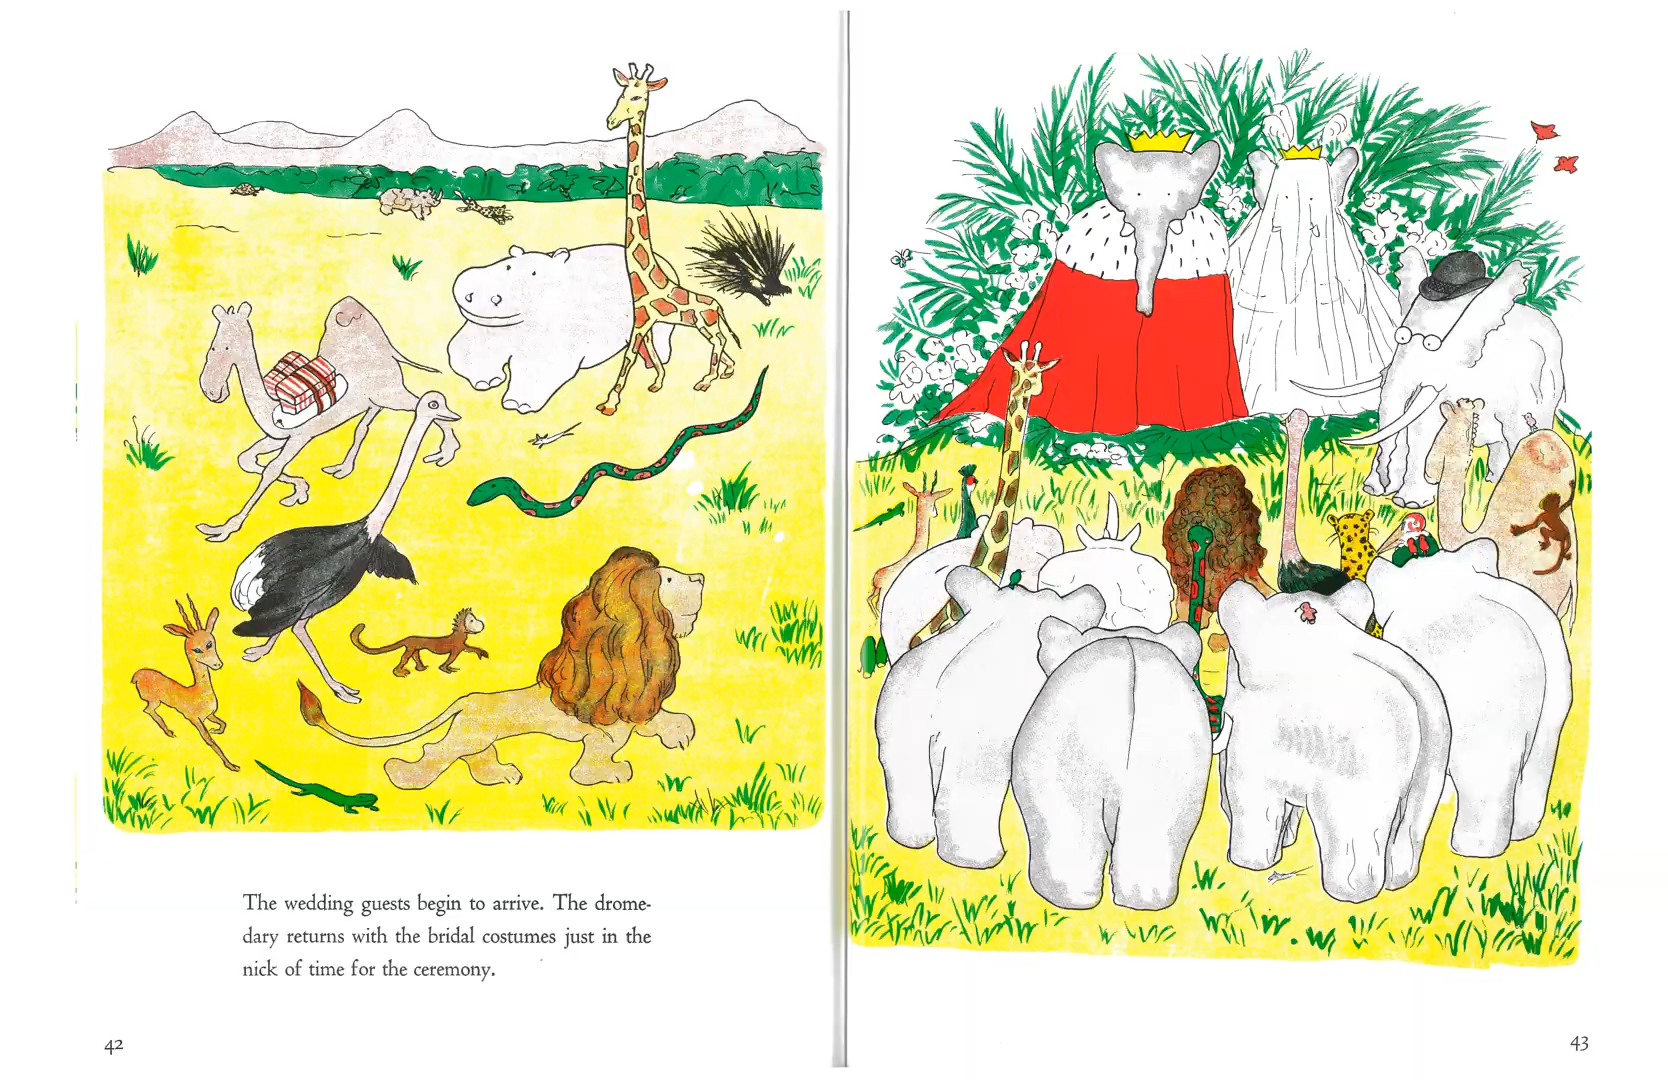 The wedding guests begin to arrive. The drome-
dary returns with the bridal costumes just in the
nick of time for the ceremony.
42
43